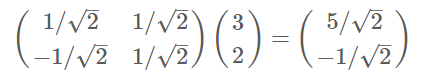 ( 1/√2 1/√2 ) ( 3 ) = ( 5/√2 )
( −1/√2 1/√2 ) ( 2 ) ( −1/√2 )